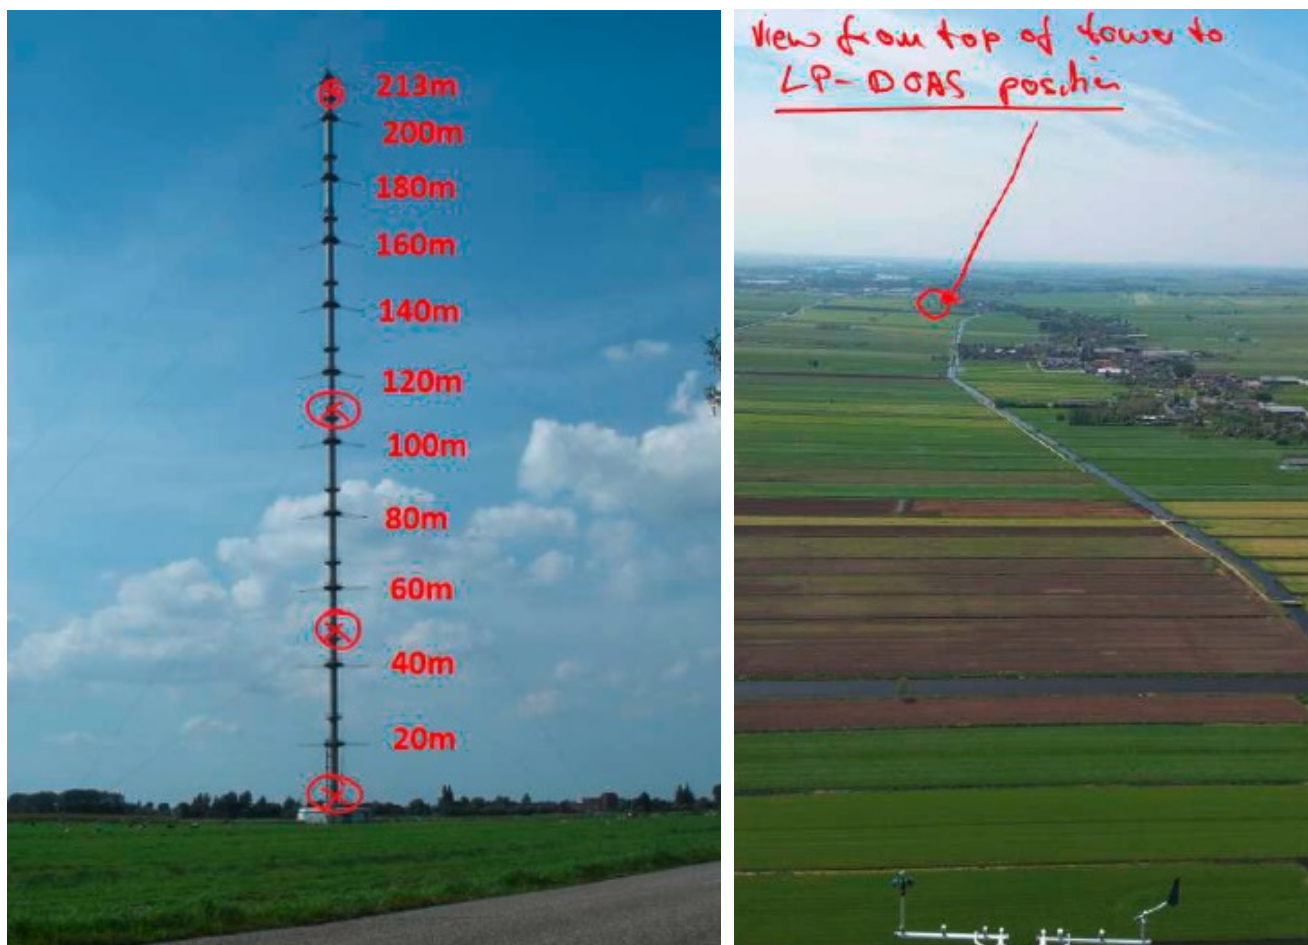 213m
200m
180m
160m
140m
120m
100m
80m
60m
40m
20m
View from top of tower to
LP-DOAS position